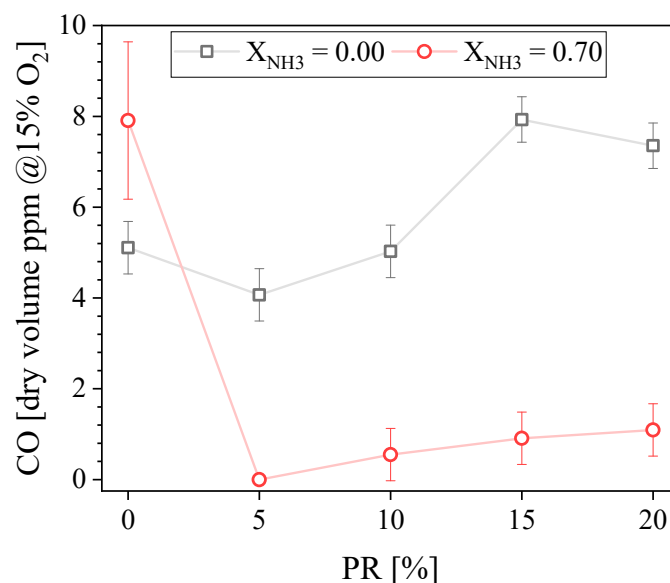 X_NH3 = 0.00 X_NH3 = 0.70
10
8
6
4
2
0
CO [dry volume ppm @15% O_2]
0 5 10 15 20
PR [%]